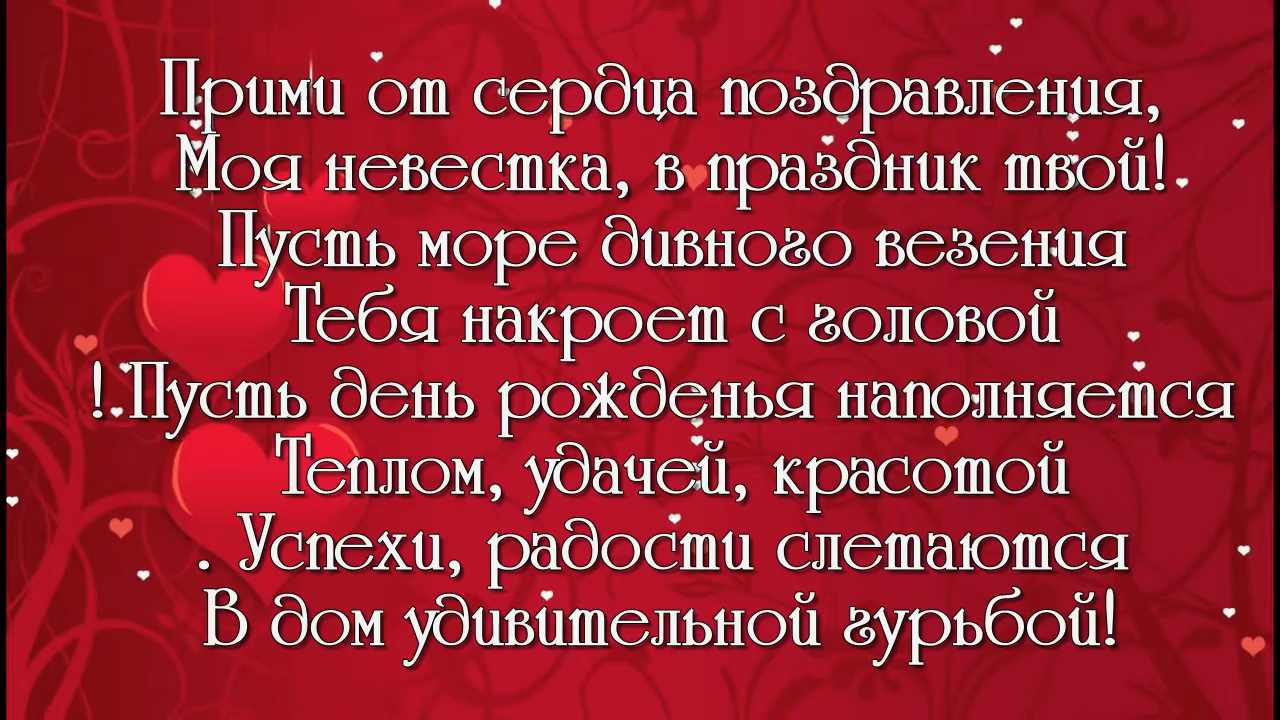 Прими от сердца поздравления,
Моя невестка, в праздник твой!
Пусть море дивного везения
Тебя накроет с головой
! Пусть день рожденья наполняется
Теплом, удачей, красотой
. Успехи, радости слетаются
В дом удивительной гурьбой!